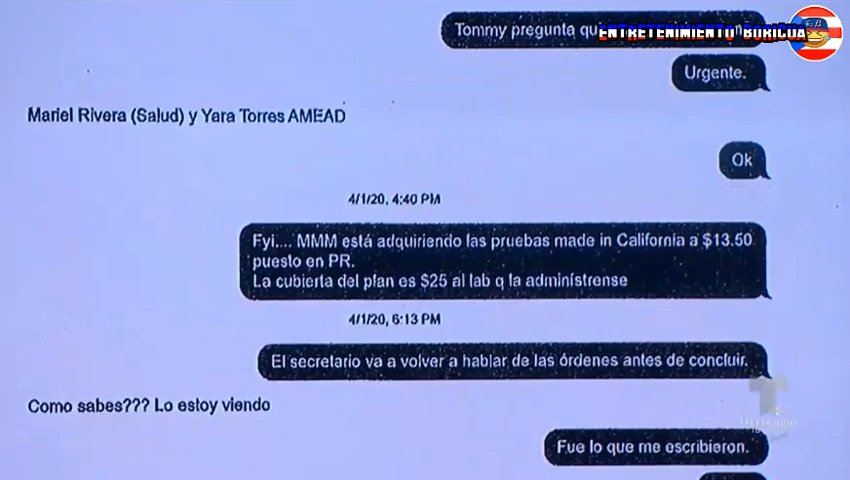 Tommy pregunta qu
ENTRETENIMIENTO BORICUA
Urgente.
Mariel Rivera (Salud) y Yara Torres AMEAD
Ok
4/1/20, 4:40 PM
Fyi.... MMM está adquiriendo las pruebas made in California a $13.50
puesto en PR.
La cubierta del plan es $25 al lab q la adminístrense
4/1/20, 6:13 PM
El secretario va a volver a hablar de las órdenes antes de concluir.
Como sabes??? Lo estoy viendo
TELEMUNDO
Fue lo que me escribieron.